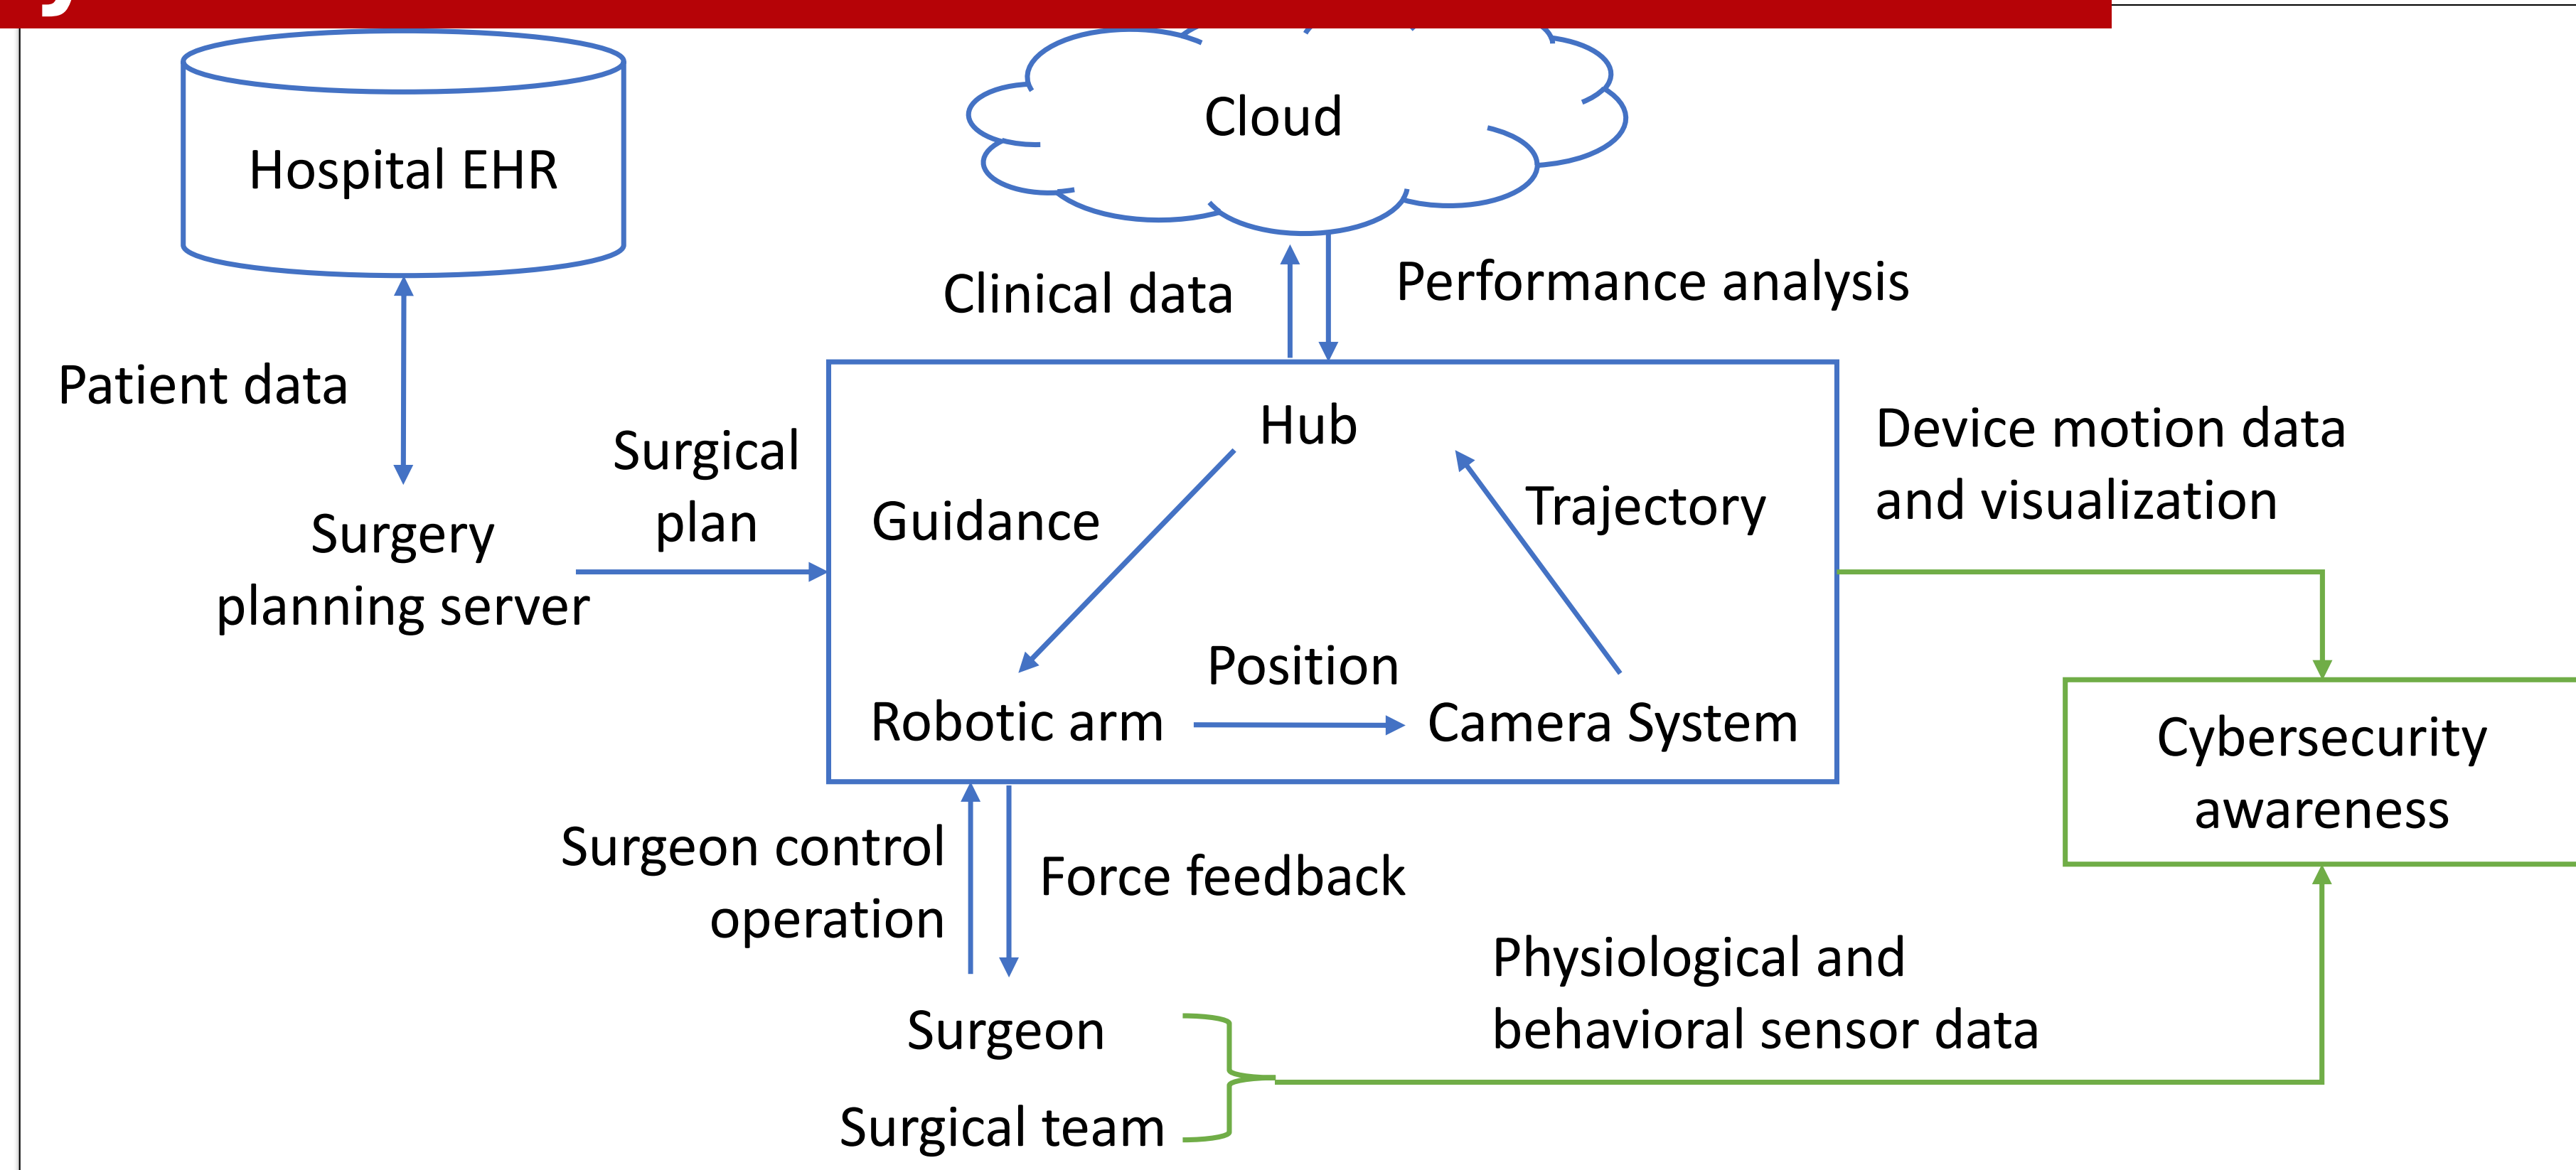 Cloud
Hospital EHR
Clinical data
Performance analysis
Patient data
Surgical
plan
Hub
Device motion data
and visualization
Guidance
Trajectory
Surgery
planning server
Position
Robotic arm
Camera System
Cybersecurity
awareness
Surgeon control
operation
Force feedback
Physiological and
behavioral sensor data
Surgeon
Surgical team